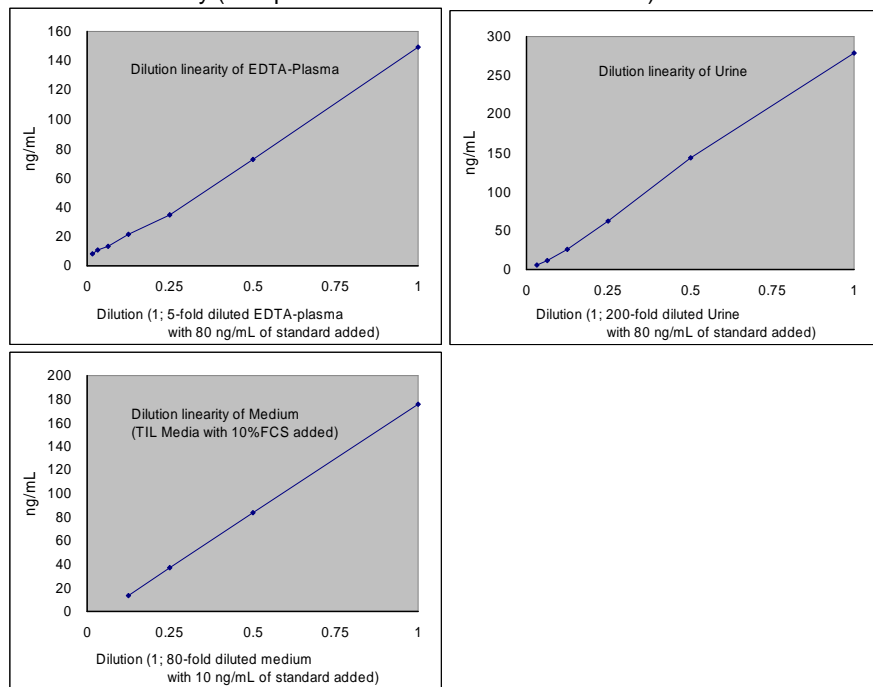 160
140
120
100
80
60
40
20
0
ng/mL
Dilution linearity of EDTA-Plasma
0 0.25 0.5 0.75 1
Dilution (1; 5-fold diluted EDTA-plasma
with 80 ng/mL of standard added)
300
250
200
150
100
50
0
ng/mL
Dilution linearity of Urine
0 0.25 0.5 0.75 1
Dilution (1; 200-fold diluted Urine
with 80 ng/mL of standard added)
200
180
160
140
120
100
80
60
40
20
0
ng/mL
Dilution linearity of Medium
(TIL Media with 10%FCS added)
0 0.25 0.5 0.75 1
Dilution (1; 80-fold diluted medium
with 10 ng/mL of standard added)